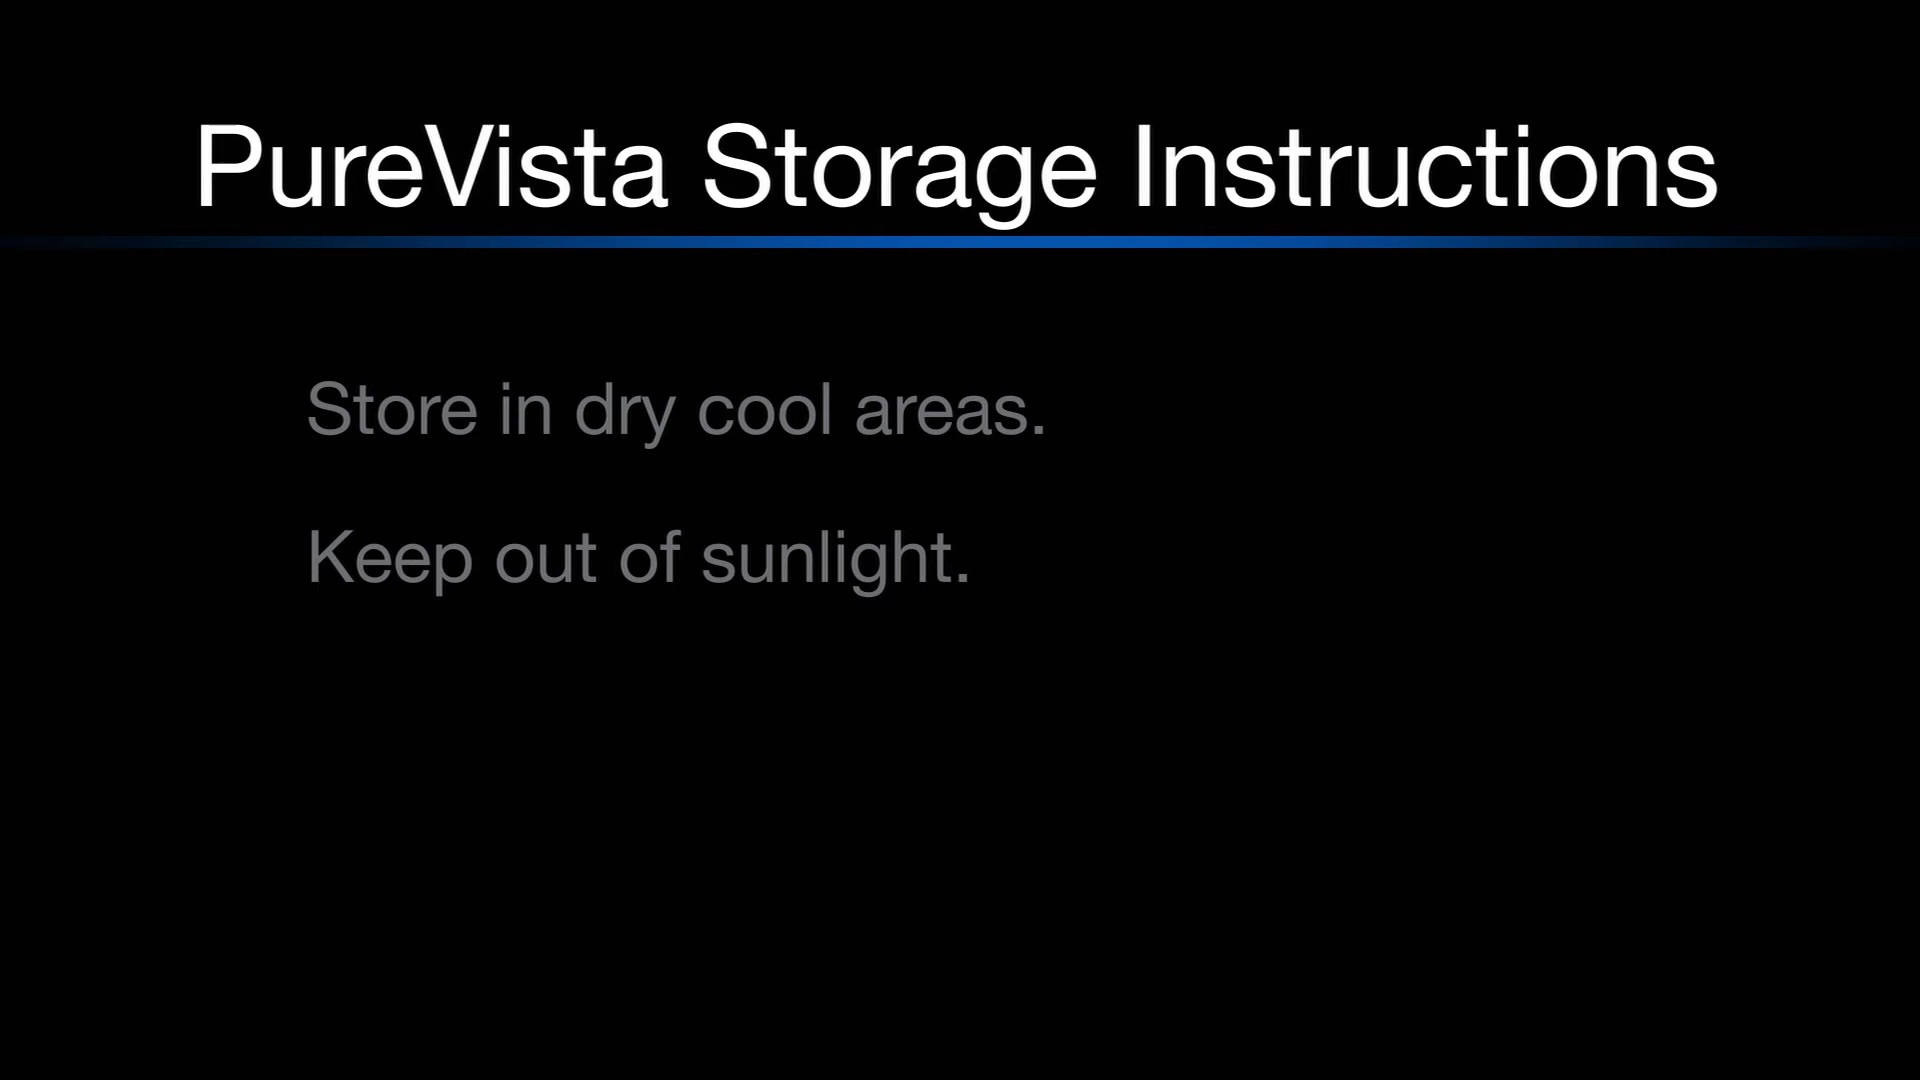 PureVista Storage Instructions
Store in dry cool areas.
Keep out of sunlight.